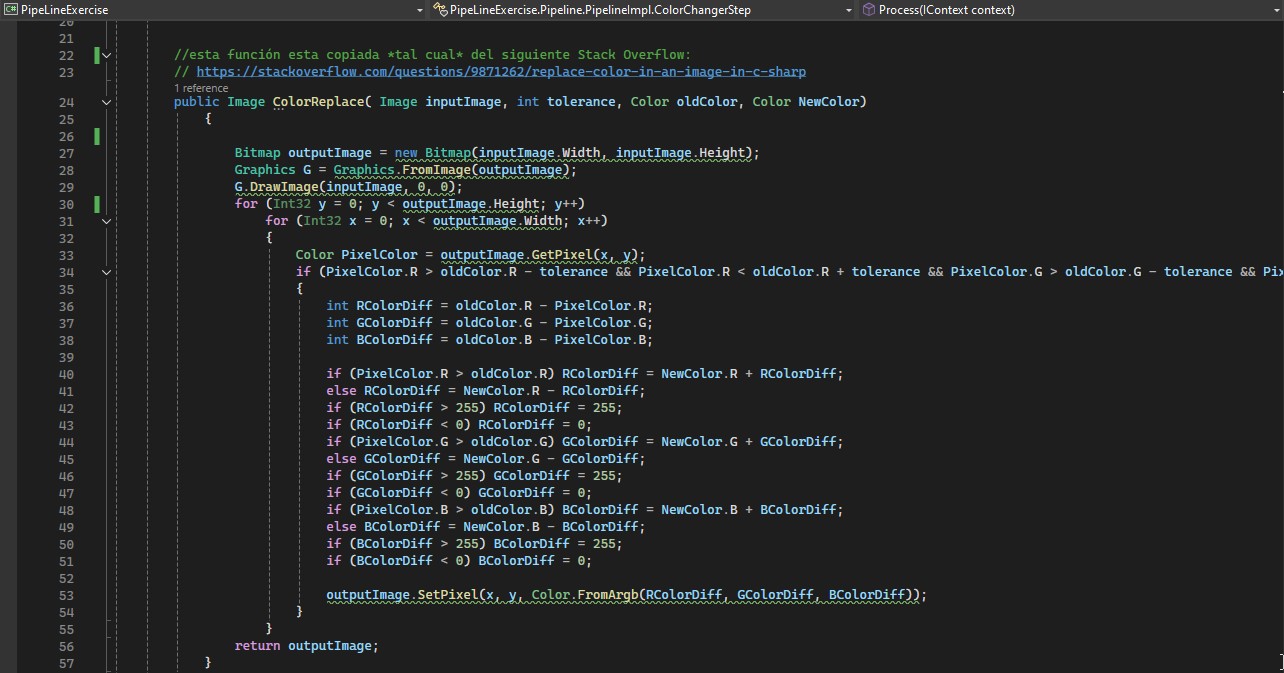 PipeLineExercise
PipeLineExercise.Pipeline.PipelineImpl.ColorChangerStep
Process(IContext context)
20
21
22 //esta función esta copiada *tal cual* del siguiente Stack Overflow:
23 // https://stackoverflow.com/questions/9871262/replace-color-in-an-image-in-c-sharp
1 reference
24 public Image ColorReplace( Image inputImage, int tolerance, Color oldColor, Color NewColor)
25 {
26
27 Bitmap outputImage = new Bitmap(inputImage.Width, inputImage.Height);
28 Graphics G = Graphics.FromImage(outputImage);
29 G.DrawImage(inputImage, 0, 0);
30 for (Int32 y = 0; y < outputImage.Height; y++)
31 for (Int32 x = 0; x < outputImage.Width; x++)
32 {
33 Color PixelColor = outputImage.GetPixel(x, y);
34 if (PixelColor.R > oldColor.R - tolerance && PixelColor.R < oldColor.R + tolerance && PixelColor.G > oldColor.G - tolerance && Pix
35 {
36 int RColorDiff = oldColor.R - PixelColor.R;
37 int GColorDiff = oldColor.G - PixelColor.G;
38 int BColorDiff = oldColor.B - PixelColor.B;
39
40 if (PixelColor.R > oldColor.R) RColorDiff = NewColor.R + RColorDiff;
41 else RColorDiff = NewColor.R - RColorDiff;
42 if (RColorDiff > 255) RColorDiff = 255;
43 if (RColorDiff < 0) RColorDiff = 0;
44 if (PixelColor.G > oldColor.G) GColorDiff = NewColor.G + GColorDiff;
45 else GColorDiff = NewColor.G - GColorDiff;
46 if (GColorDiff > 255) GColorDiff = 255;
47 if (GColorDiff < 0) GColorDiff = 0;
48 if (PixelColor.B > oldColor.B) BColorDiff = NewColor.B + BColorDiff;
49 else BColorDiff = NewColor.B - BColorDiff;
50 if (BColorDiff > 255) BColorDiff = 255;
51 if (BColorDiff < 0) BColorDiff = 0;
52
53 outputImage.SetPixel(x, y, Color.FromArgb(RColorDiff, GColorDiff, BColorDiff));
54 }
55 }
56 return outputImage;
57 }